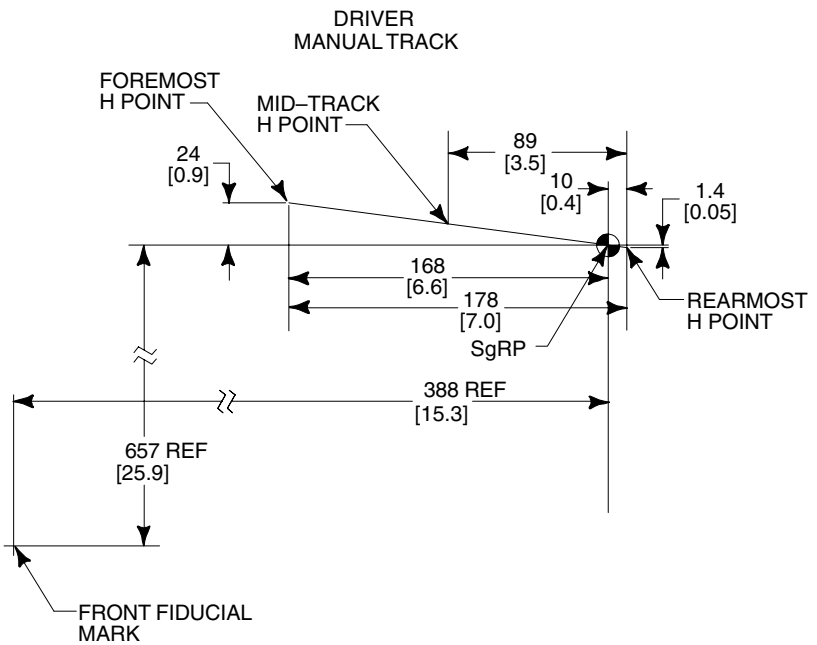 DRIVER
MANUAL TRACK
FOREMOST
H POINT
MID–TRACK
H POINT
24
[0.9]
89
[3.5]
10
[0.4]
1.4
[0.05]
168
[6.6]
178
[7.0]
REARMOST
H POINT
SgRP
388 REF
[15.3]
657 REF
[25.9]
FRONT FIDUCIAL
MARK